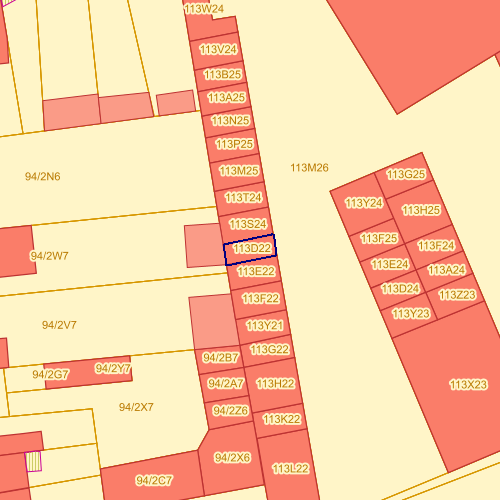 113W24
113V24
113B25
113A25
113N25
113P25
113M25
113M26
113G25
94/2N6
113T24
113Y24
113H25
113S24
113F25
113F24
113D22
94/2W7
113E24
113A24
113E22
113D24
113Z23
113F22
113Y23
94/2V7
113Y21
113G22
94/2B7
94/2Y7
94/2G7
94/2A7
113H22
113X23
94/2X7
94/2Z6
113K22
94/2X6
113L22
94/2C7